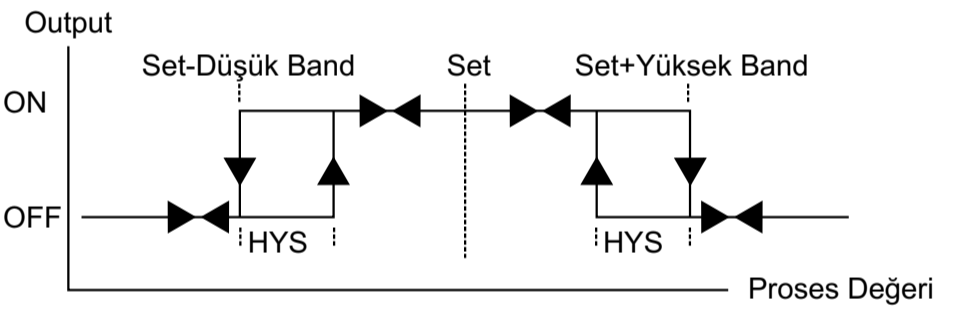 Output
Set-Düşük Band Set Set+Yüksek Band
ON
OFF
HYS HYS
Proses Değeri